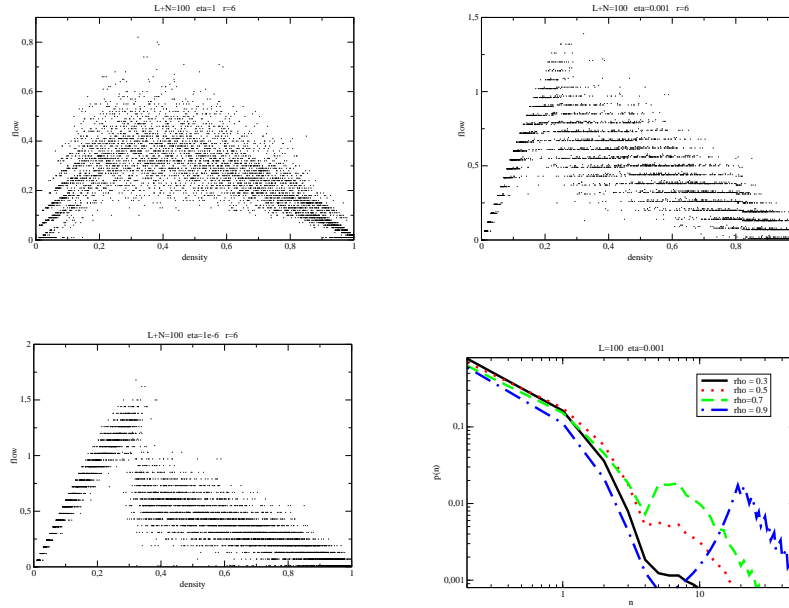 L+N=100 eta=1 r=6
0,8
0,6
flow
0,4
0,2
0
0 0,2 0,4 0,6 0,8 1
density
L+N=100 eta=0.001 r=6
1,5
1
flow
0,5
0
0 0,2 0,4 0,6 0,8
density
L+N=100 eta=1e-6 r=6
2
1,5
flow
1
0,5
0
0 0,2 0,4 0,6 0,8 1
density
L=100 eta=0.001
rho = 0.3
rho = 0.5
rho=0.7
rho = 0.9
0,1
p(n)
0,01
0,001
1 10
n